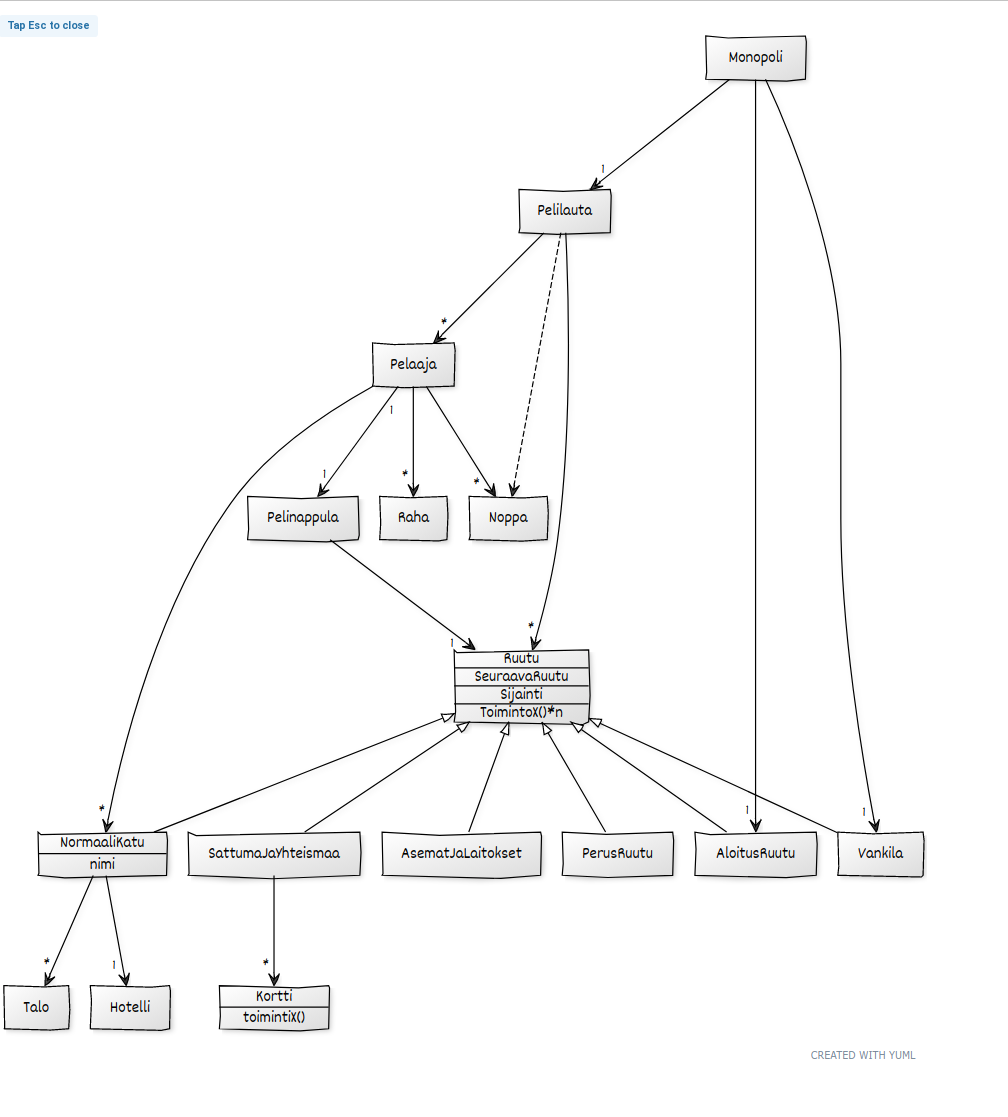 Tap Esc to close
Monopoli
1
Pelilauta
*
Pelaaja
1
1
*
*
Pelinappula
Raha
Noppa
*
1
Ruutu
SeuraavaRuutu
Sijainti
ToimintoX()*n
*
1
1
NormaaliKatu
nimi
SattumaJaYhteismaa
AsematJaLaitokset
PerusRuutu
AloitusRuutu
Vankila
*
1
*
Talo
Hotelli
Kortti
toimintiX()
CREATED WITH YUML